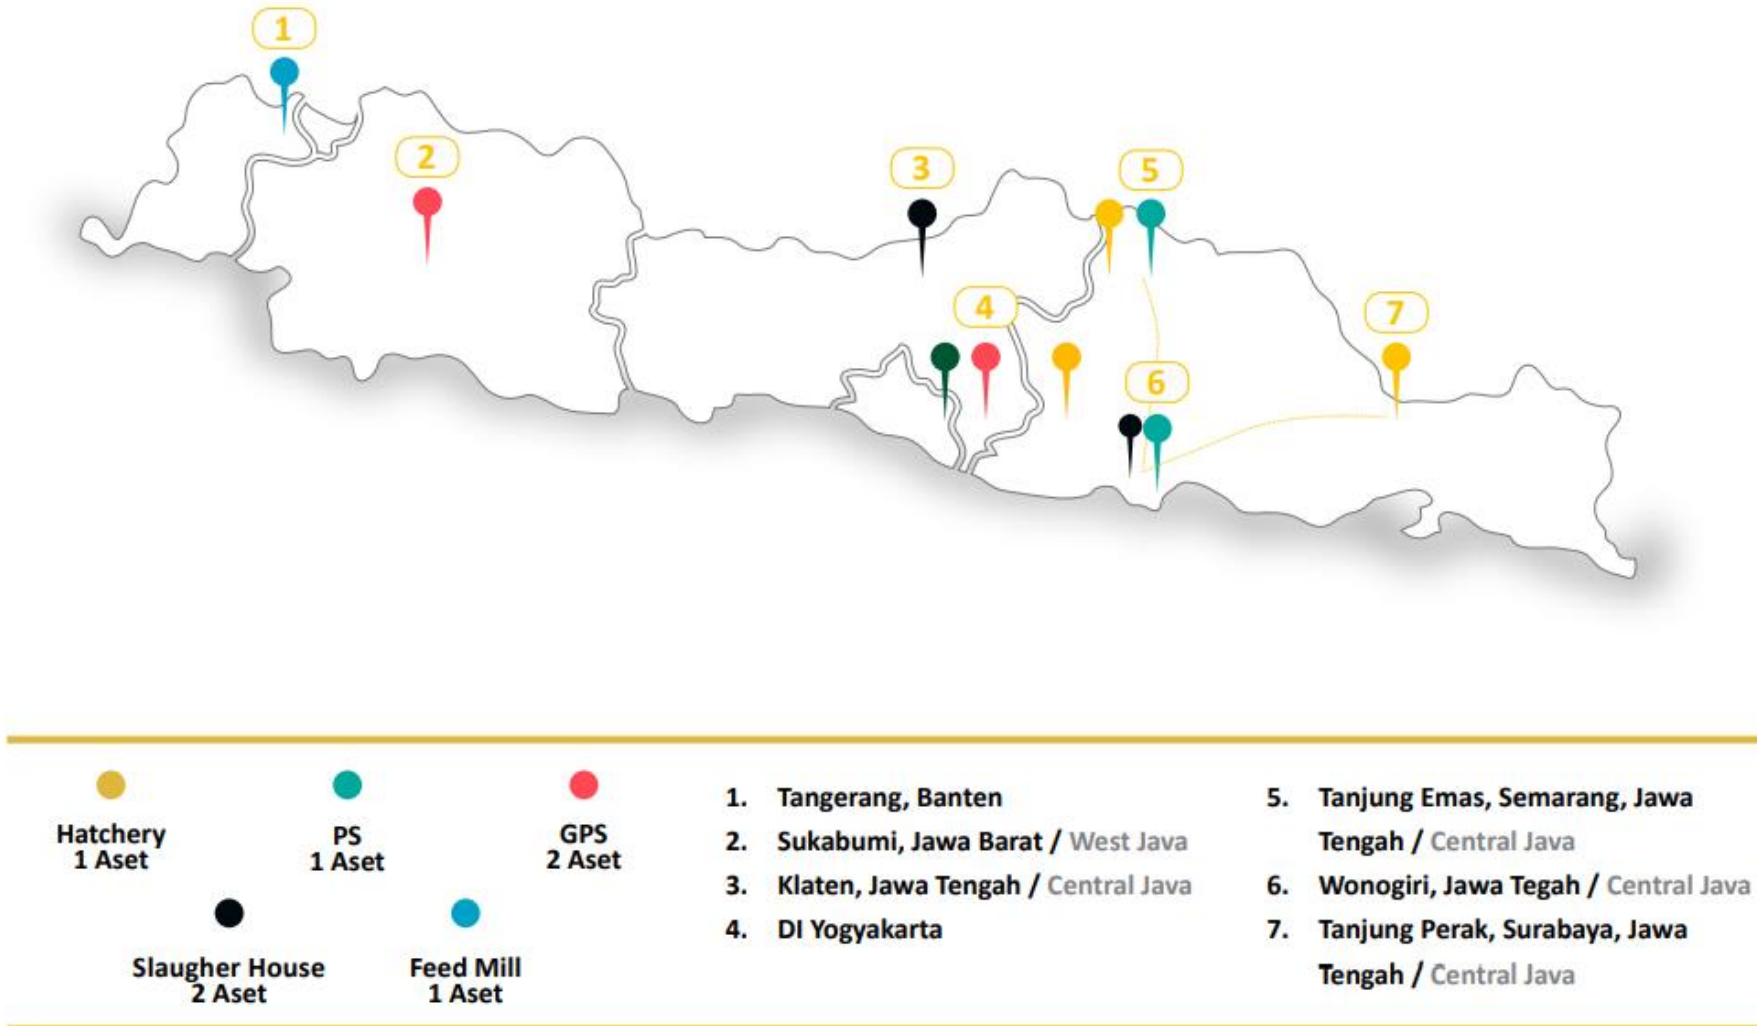 1
2
3
5
4
7
6
Hatchery
1 Aset
PS
1 Aset
GPS
2 Aset
Slaugher House
2 Aset
Feed Mill
1 Aset
1. Tangerang, Banten
2. Sukabumi, Jawa Barat / West Java
3. Klaten, Jawa Tengah / Central Java
4. DI Yogyakarta
5. Tanjung Emas, Semarang, Jawa
Tengah / Central Java
6. Wonogiri, Jawa Tegah / Central Java
7. Tanjung Perak, Surabaya, Jawa
Tengah / Central Java